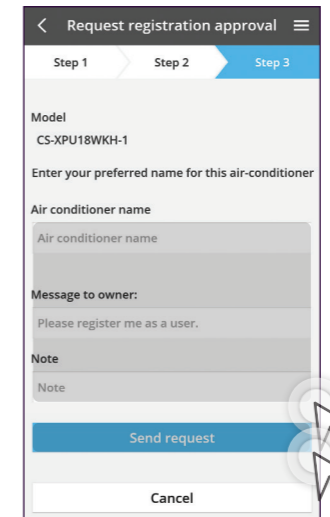 Request registration approval
Step 1 Step 2 Step 3
Model
CS-XPU18WKH-1
Enter your preferred name for this air-conditioner
Air conditioner name
Air conditioner name
Message to owner:
Please register me as a user.
Note
Note
Send request
Cancel